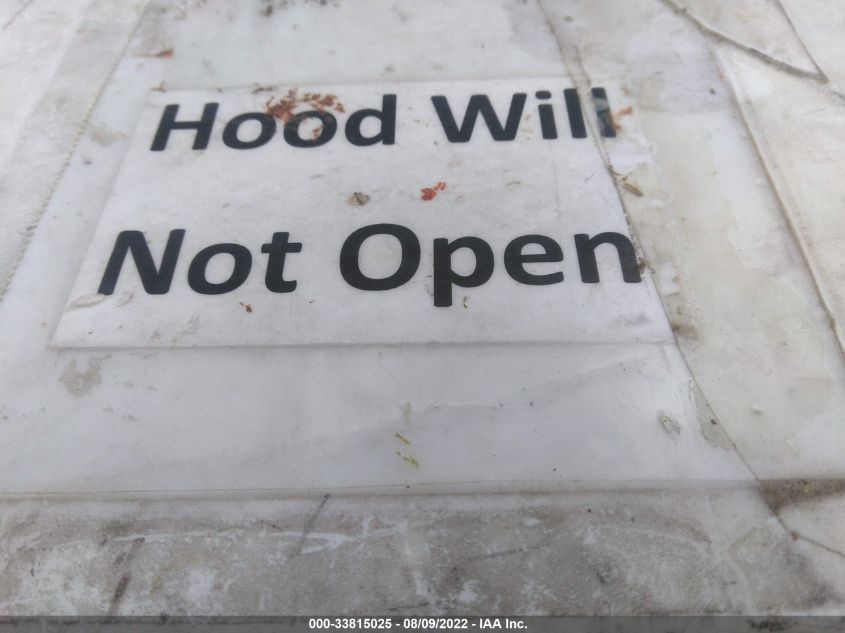 Hood Will
Not Open
000-33815025 - 08/09/2022 - IAA Inc.